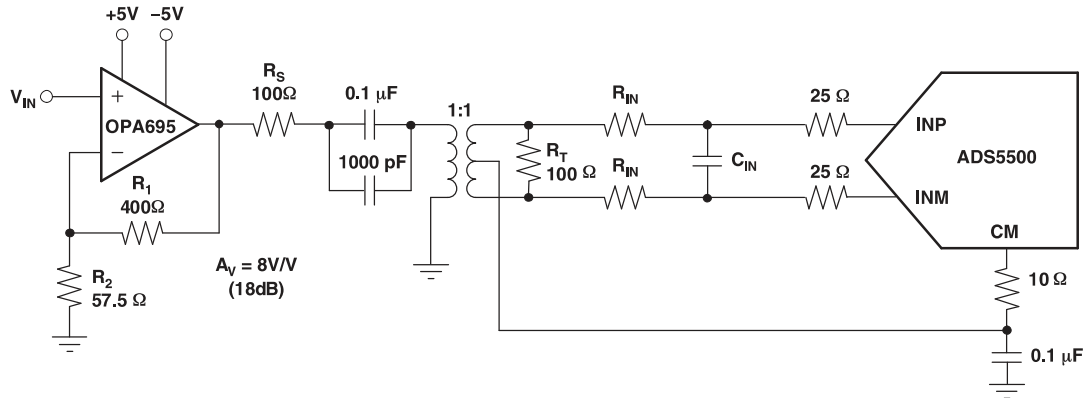 +5V
−5V
V_IN
+
OPA695
−
R_S
100Ω
0.1 μF
1000 pF
1:1
R_T
100 Ω
R_IN
R_IN
C_IN
25 Ω
25 Ω
INP
INM
ADS5500
CM
10 Ω
0.1 μF
R_1
400Ω
R_2
57.5 Ω
A_V = 8V/V
(18dB)